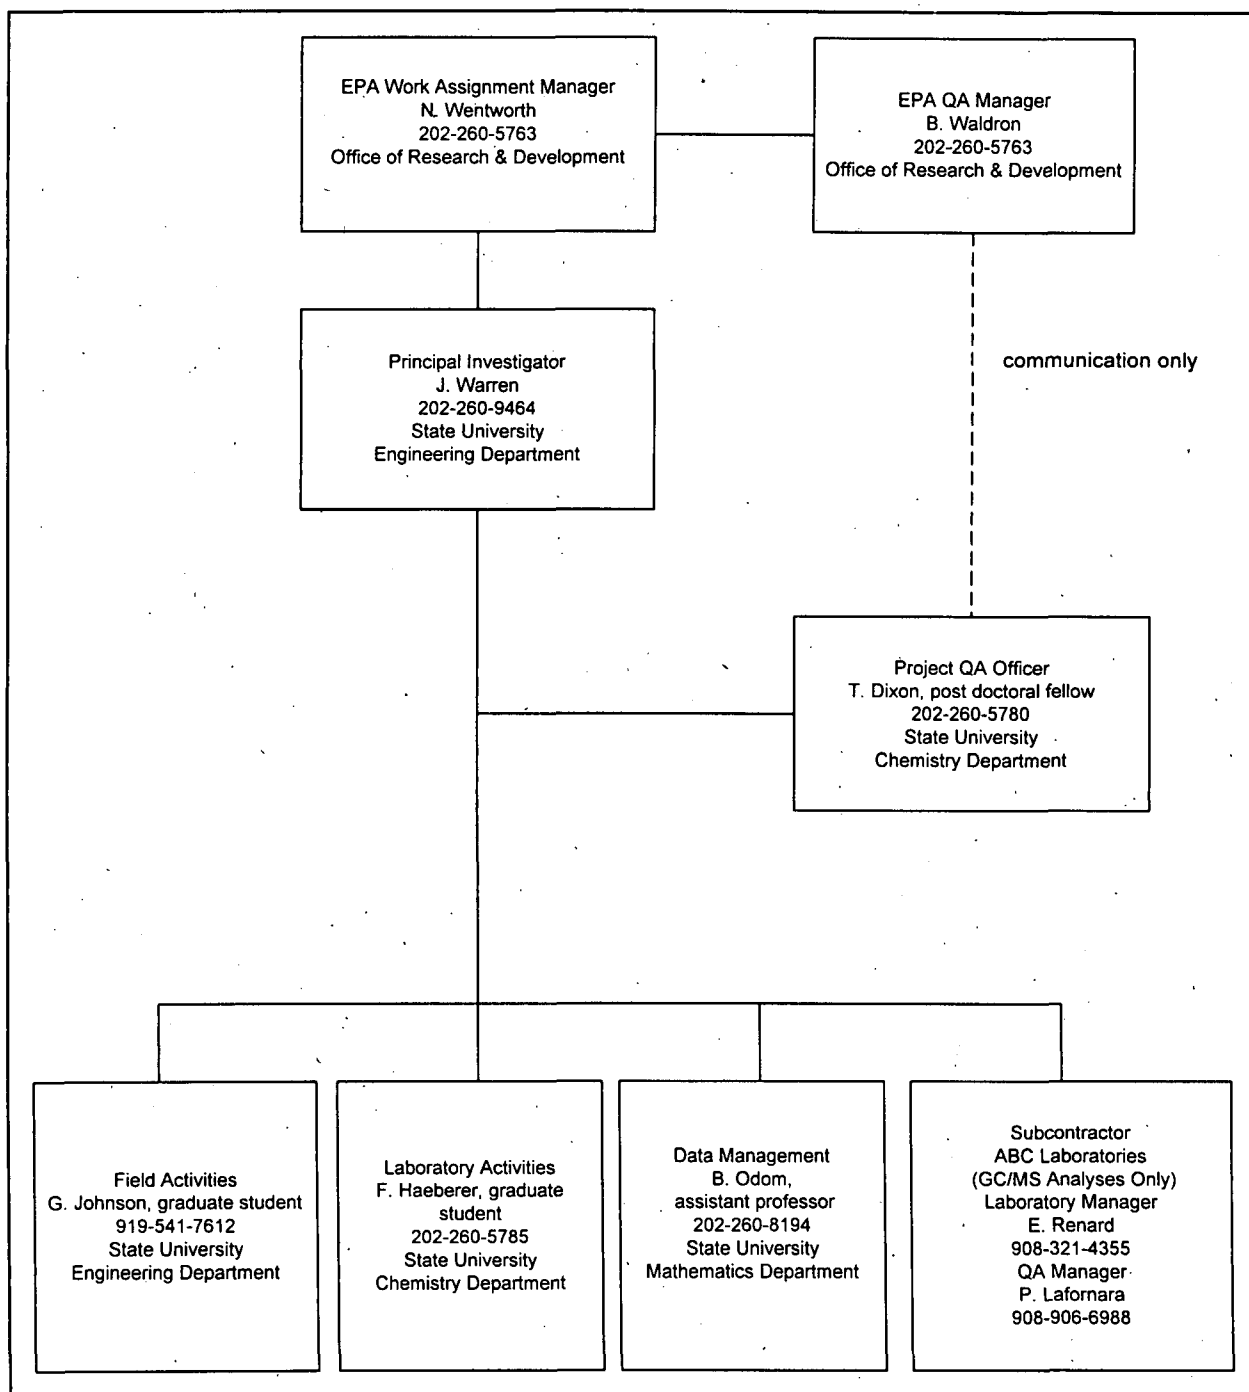 EPA Work Assignment Manager
N. Wentworth
202-260-5763
Office of Research & Development
EPA QA Manager
B. Waldron
202-260-5763
Office of Research & Development
Principal Investigator
J. Warren
202-260-9464
State University
Engineering Department
communication only
Project QA Officer
T. Dixon, post doctoral fellow
202-260-5780
State University
Chemistry Department
Field Activities
G. Johnson, graduate student
919-541-7612
State University
Engineering Department
Laboratory Activities
F. Haeberer, graduate
student
202-260-5785
State University
Chemistry Department
Data Management
B. Odom,
assistant professor
202-260-8194
State University
Mathematics Department
Subcontractor
ABC Laboratories
(GC/MS Analyses Only)
Laboratory Manager
E. Renard
908-321-4355
QA Manager
P. Lafornara
908-906-6988